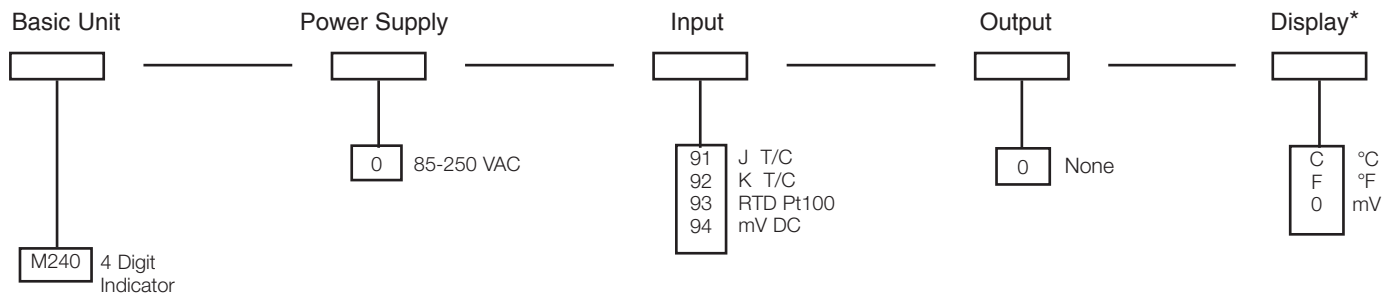 Basic Unit Power Supply Input Output Display*
0 85-250 VAC
91 J T/C
92 K T/C
93 RTD Pt100
94 mV DC
0 None
C °C
F °F
0 mV
M240 4 Digit
Indicator